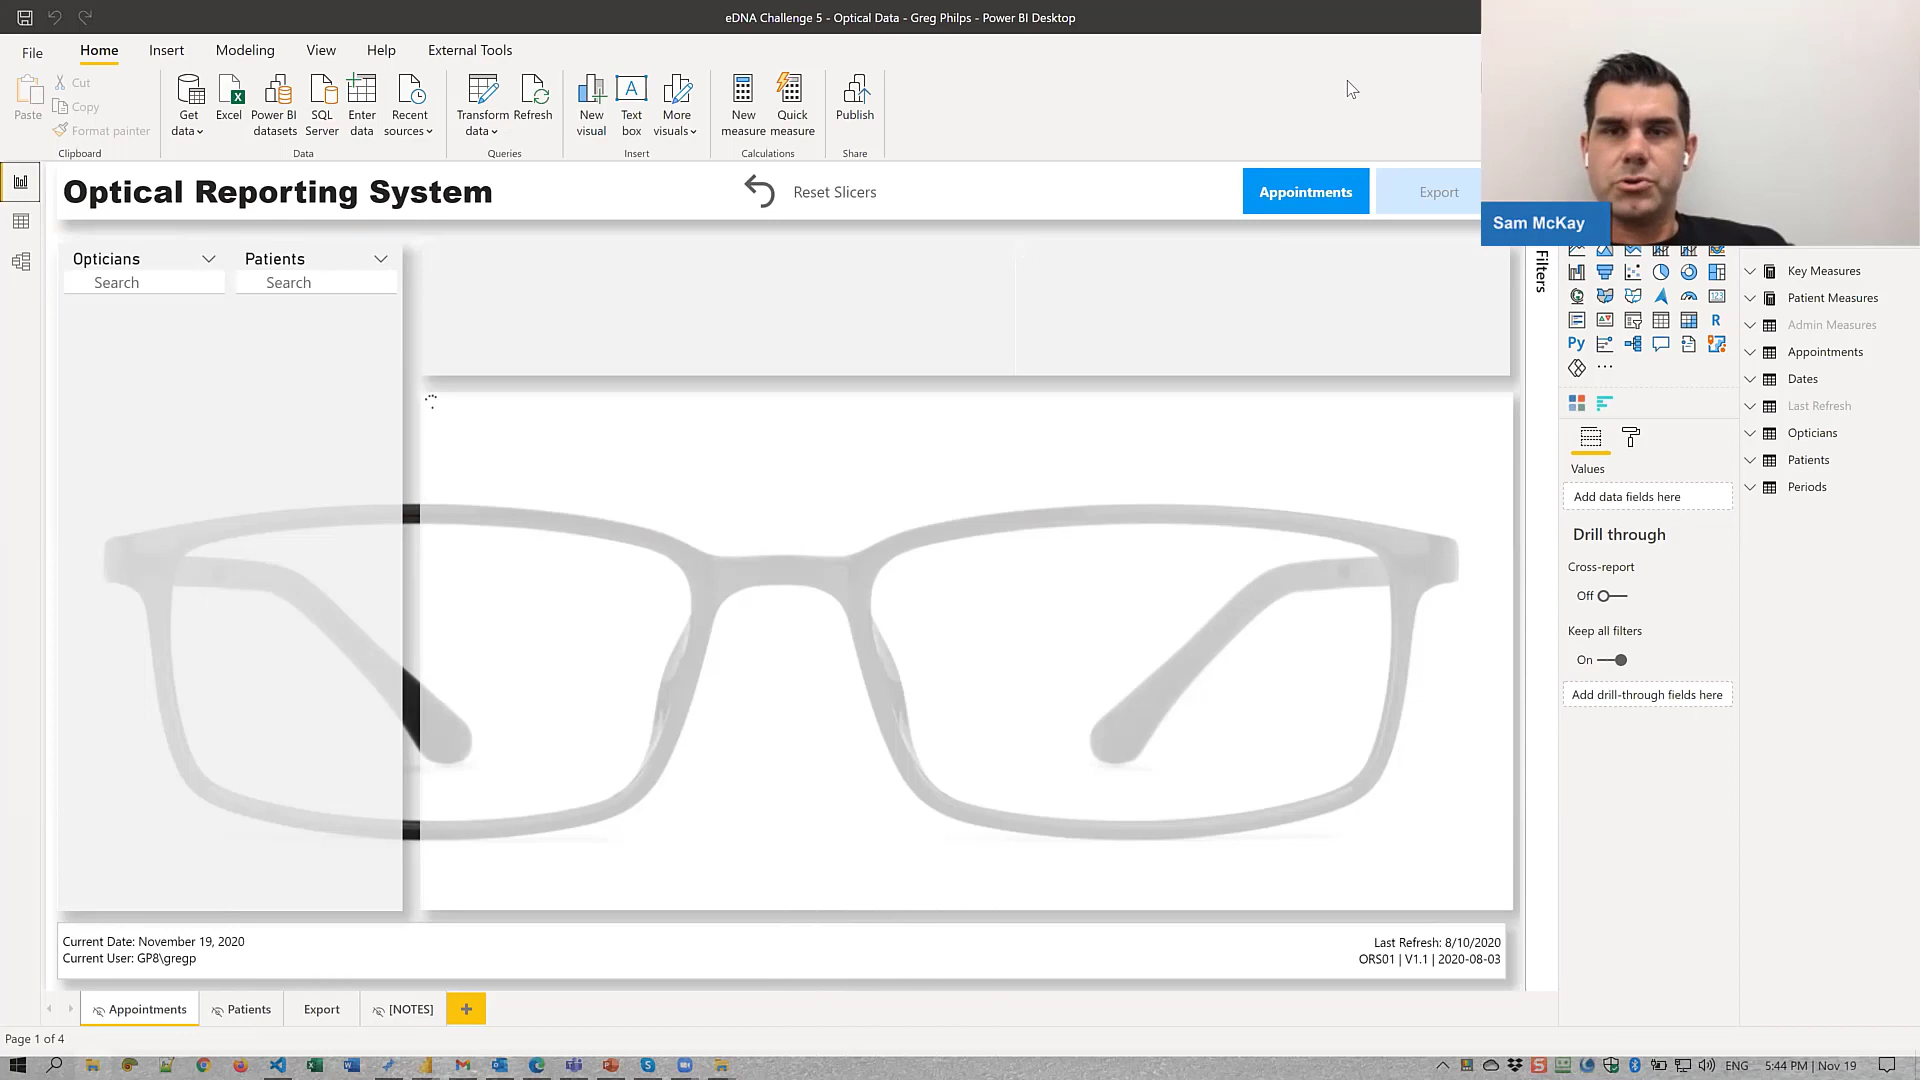 eDNA Challenge 5 - Optical Data - Greg Philps - Power BI Desktop
File Home Insert Modeling View Help External Tools
Paste
Cut
Copy
Format painter
Clipboard
Get data
Excel
Power BI datasets
SQL Server
Enter data
Recent sources
Data
Transform data
Refresh
Queries
New visual
Text box
More visuals
Insert
New measure
Quick measure
Calculations
Publish
Share
Sam McKay
Optical Reporting System
Reset Slicers
Appointments
Export
Opticians
Search
Patients
Search
Filters
R
Py
Values
Add data fields here
Drill through
Cross-report
Off
Keep all filters
On
Add drill-through fields here
Key Measures
Patient Measures
Admin Measures
Appointments
Dates
Last Refresh
Opticians
Patients
Periods
Current Date: November 19, 2020
Current User: GP8\gregp
Last Refresh: 8/10/2020
ORS01 | V1.1 | 2020-08-03
Appointments
Patients
Export
[NOTES]
Page 1 of 4
ENG
5:44 PM | Nov 19